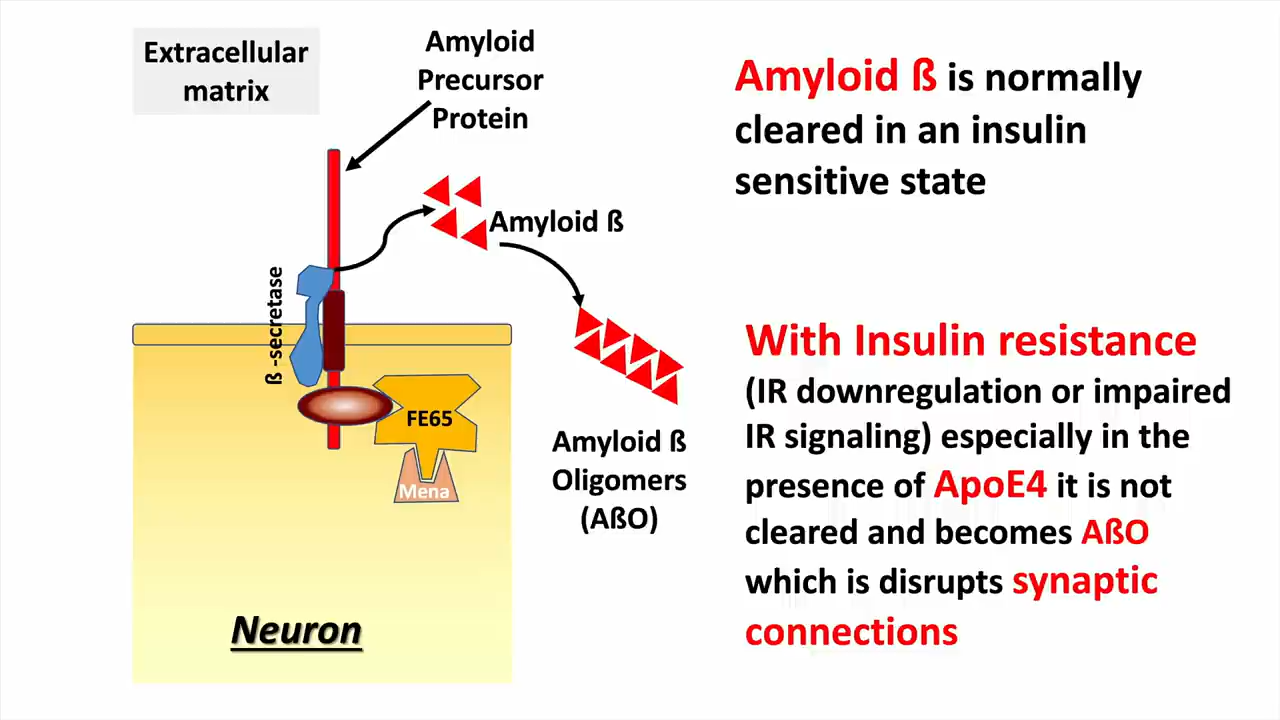 Extracellular
matrix
Amyloid
Precursor
Protein
Amyloid ß
ß -secretase
FE65
Mena
Amyloid ß
Oligomers
(AßO)
Neuron
Amyloid ß is normally
cleared in an insulin
sensitive state
With Insulin resistance
(IR downregulation or impaired
IR signaling) especially in the
presence of ApoE4 it is not
cleared and becomes AßO
which is disrupts synaptic
connections